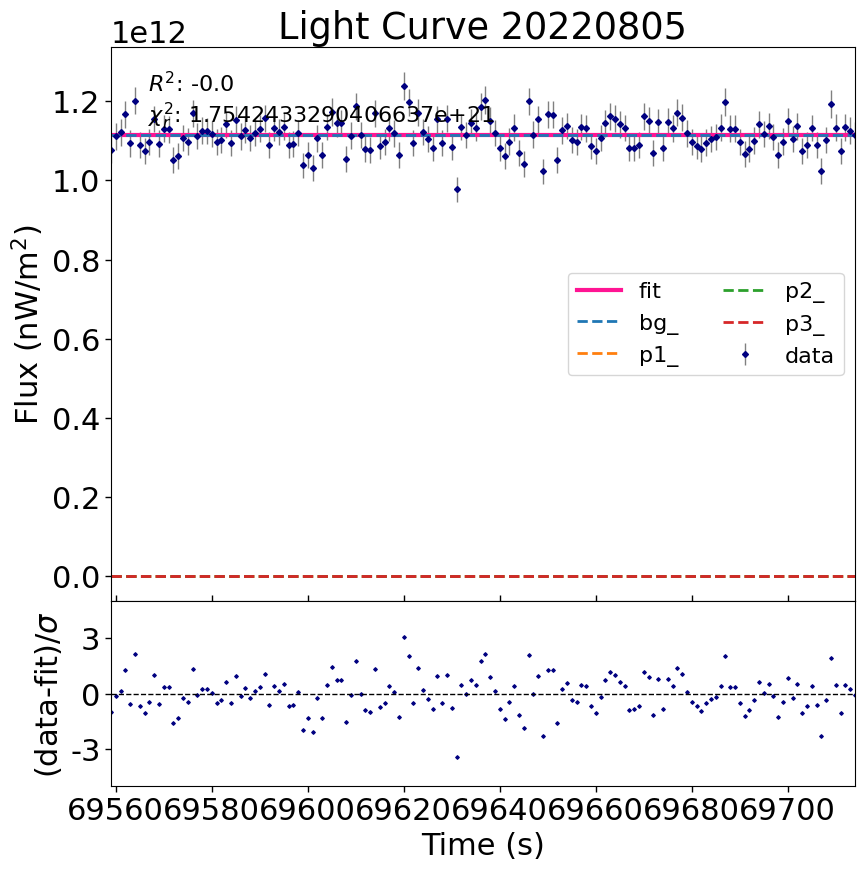 Light Curve 20220805
1e12
R²: -0.0
χ²: 1.7542433290406637e+21
1.2
1.0
0.8
0.6
0.4
0.2
0.0
Flux (nW/m²)
fit
bg_
p1_
p2_
p3_
data
3
0
-3
(data-fit)/σ
69560 69580 69600 69620 69640 69660 69680 69700
Time (s)